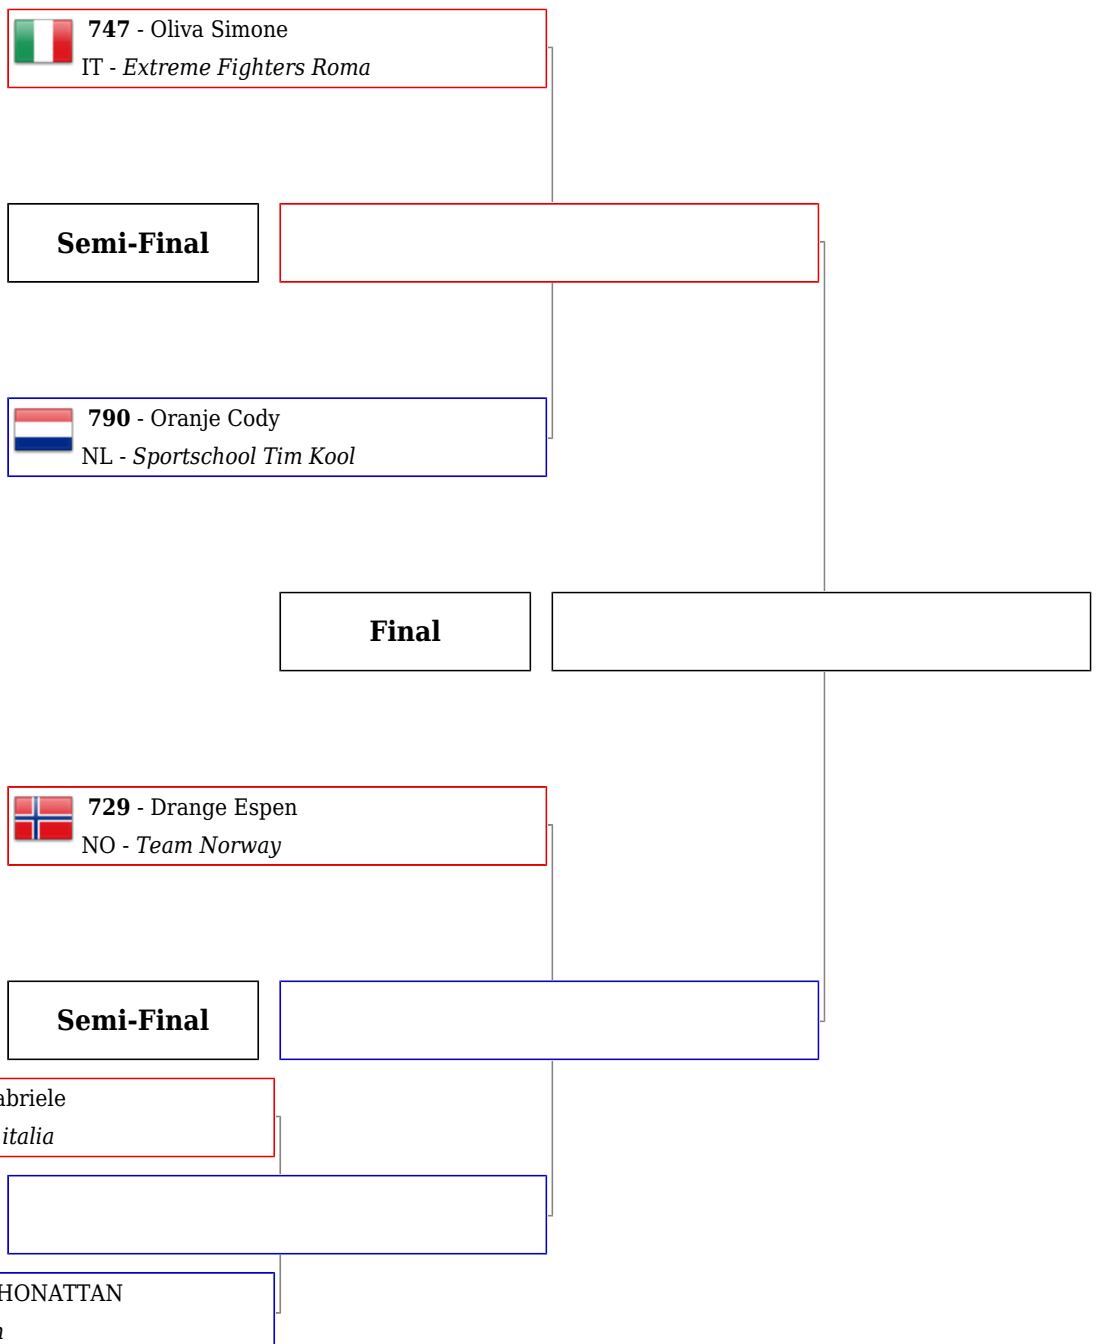 747 - Oliva Simone
IT - Extreme Fighters Roma
Semi-Final
790 - Oranje Cody
NL - Sportschool Tim Kool
Final
729 - Drange Espen
NO - Team Norway
Semi-Final
abriele
italia
HONATTAN